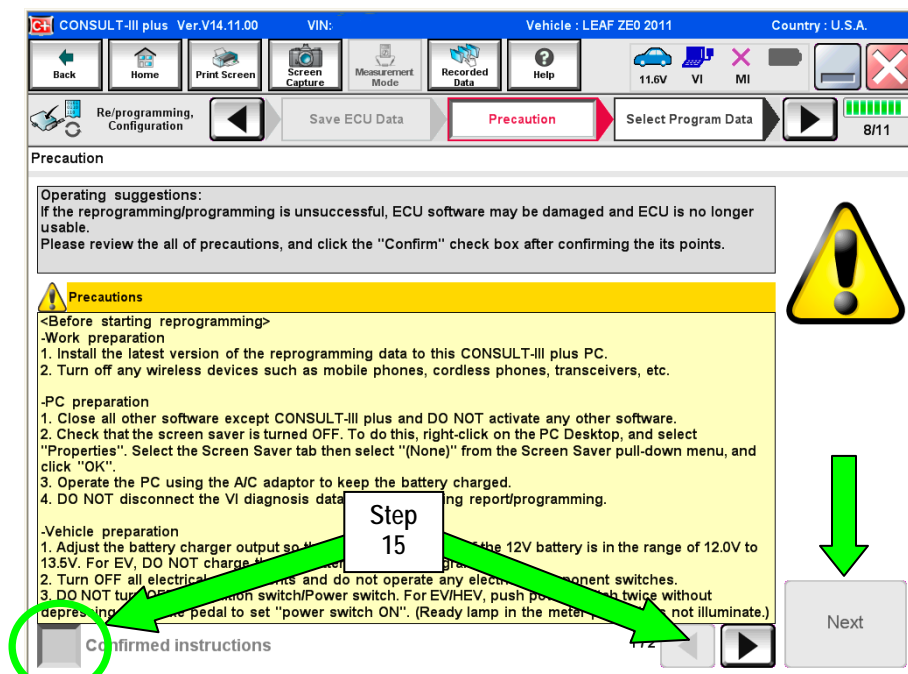 C+ CONSULT-III plus Ver.V14.11.00 VIN: Vehicle : LEAF ZE0 2011 Country : U.S.A.
Back Home Print Screen Screen Capture Measurement Mode Recorded Data Help 11.6V VI MI
Re/programming, Configuration Save ECU Data Precaution Select Program Data 8/11
Precaution
Operating suggestions:
If the reprogramming/programming is unsuccessful, ECU software may be damaged and ECU is no longer
usable.
Please review the all of precautions, and click the "Confirm" check box after confirming the its points.
Precautions
<Before starting reprogramming>
-Work preparation
1. Install the latest version of the reprogramming data to this CONSULT-III plus PC.
2. Turn off any wireless devices such as mobile phones, cordless phones, transceivers, etc.
-PC preparation
1. Close all other software except CONSULT-III plus and DO NOT activate any other software.
2. Check that the screen saver is turned OFF. To do this, right-click on the PC Desktop, and select
"Properties". Select the Screen Saver tab then select "(None)" from the Screen Saver pull-down menu, and
click "OK".
3. Operate the PC using the A/C adaptor to keep the battery charged.
4. DO NOT disconnect the VI diagnosis data report/programming.
-Vehicle preparation
1. Adjust the battery charger output so the 12V battery is in the range of 12.0V to
13.5V. For EV, DO NOT charge
2. Turn OFF all electrical and do not operate any switches.
3. DO NOT switch/Power switch. For EV/HEV, push twice without
pedal to set "power switch ON". (Ready lamp in the meter not illuminate.)
Step
15
Confirmed instructions
Next